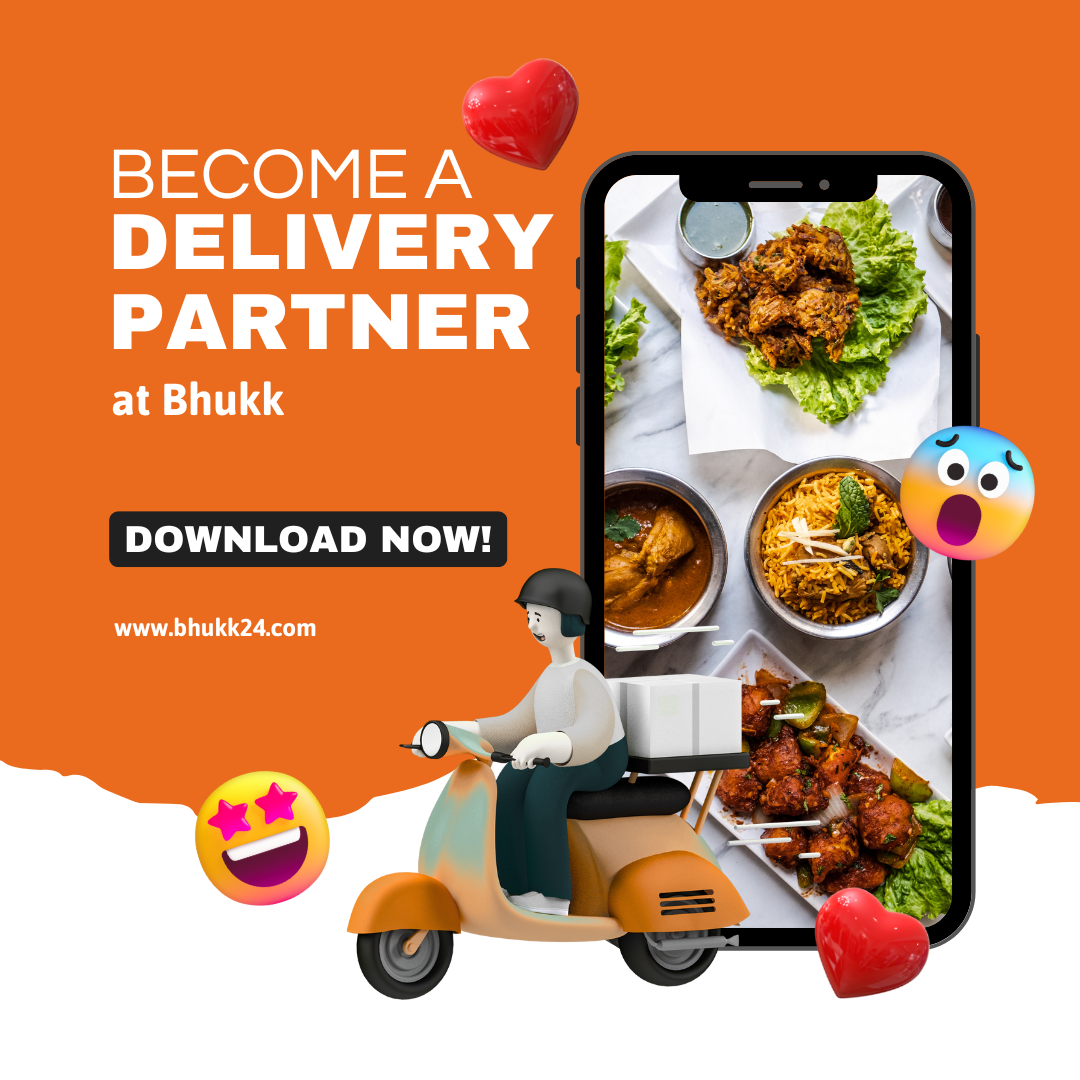 BECOME A
DELIVERY
PARTNER
at Bhukk
DOWNLOAD NOW!
www.bhukk24.com